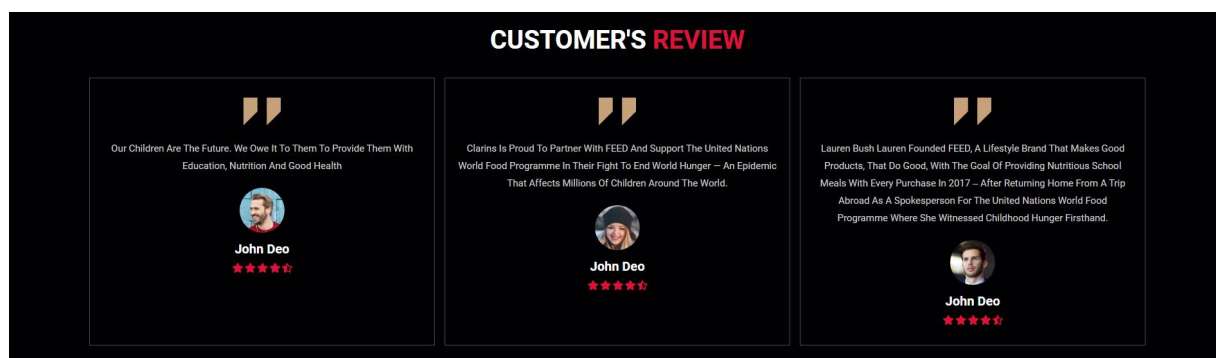 CUSTOMER'S REVIEW
Our Children Are The Future. We Owe It To Them To Provide Them With
Education, Nutrition And Good Health
John Deo
Clarins Is Proud To Partner With FEED And Support The United Nations
World Food Programme In Their Fight To End World Hunger — An Epidemic
That Affects Millions Of Children Around The World.
John Deo
Lauren Bush Lauren Founded FEED, A Lifestyle Brand That Makes Good
Products, That Do Good, With The Goal Of Providing Nutritious School
Meals With Every Purchase In 2017 – After Returning Home From A Trip
Abroad As A Spokesperson For The United Nations World Food
Programme Where She Witnessed Childhood Hunger Firsthand.
John Deo